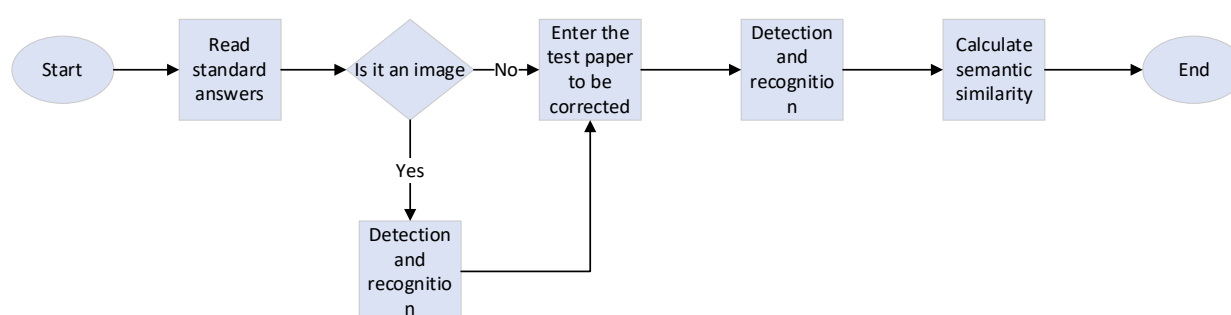 Start
Read
standard
answers
Is it an image
No
Enter the
test paper
to be
corrected
Detection
and
recognitio
n
Calculate
semantic
similarity
End
Yes
Detection
and
recognitio
n